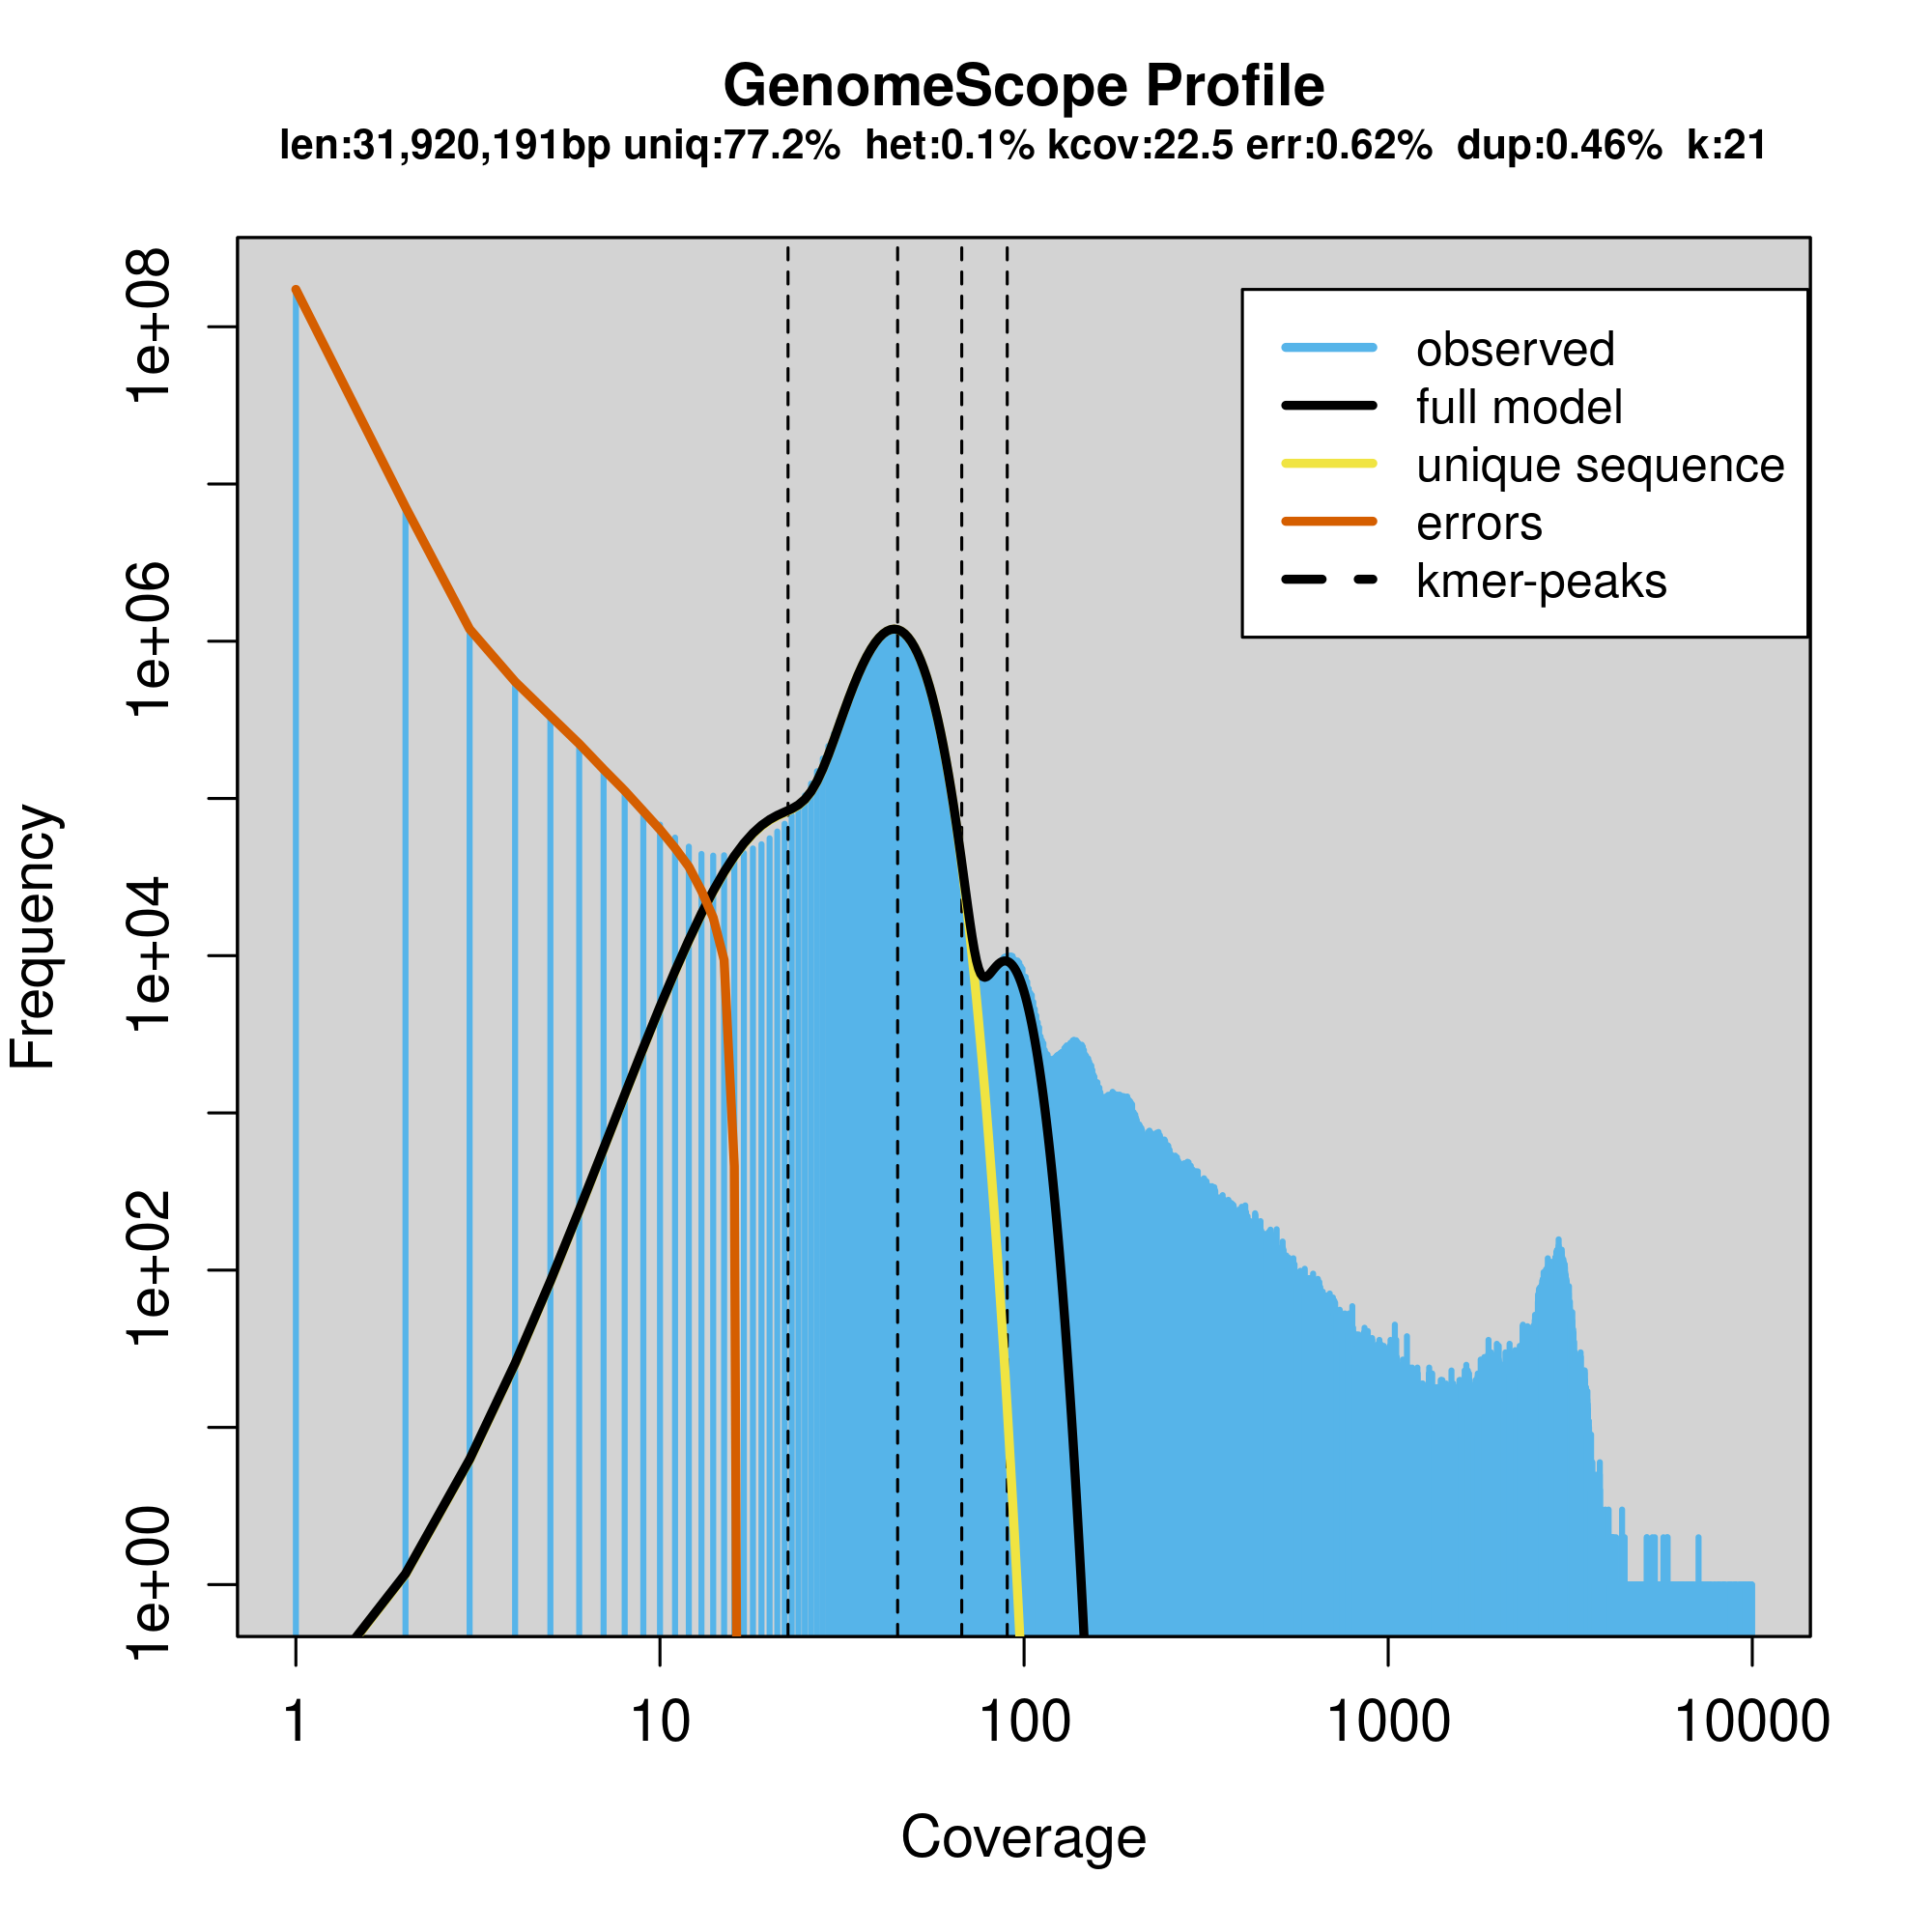 GenomeScope Profile
len:31,920,191bp uniq:77.2% het:0.1% kcov:22.5 err:0.62% dup:0.46% k:21
Frequency
1e+08
1e+06
1e+04
1e+02
1e+00
observed
full model
unique sequence
errors
kmer-peaks
1 10 100 1000 10000
Coverage